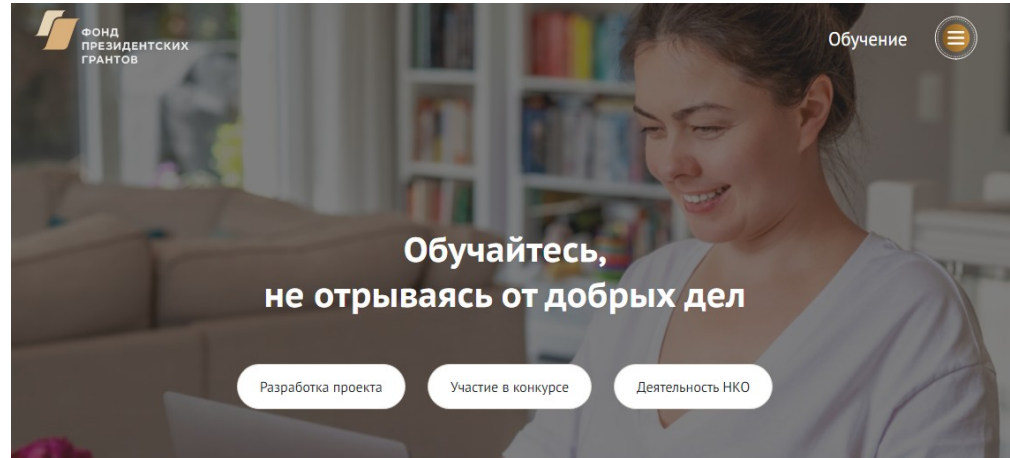 ФОНД
ПРЕЗИДЕНТСКИХ
ГРАНТОВ
Обучение
Обучайтесь,
не отрываясь от добрых дел
Разработка проекта
Участие в конкурсе
Деятельность НКО